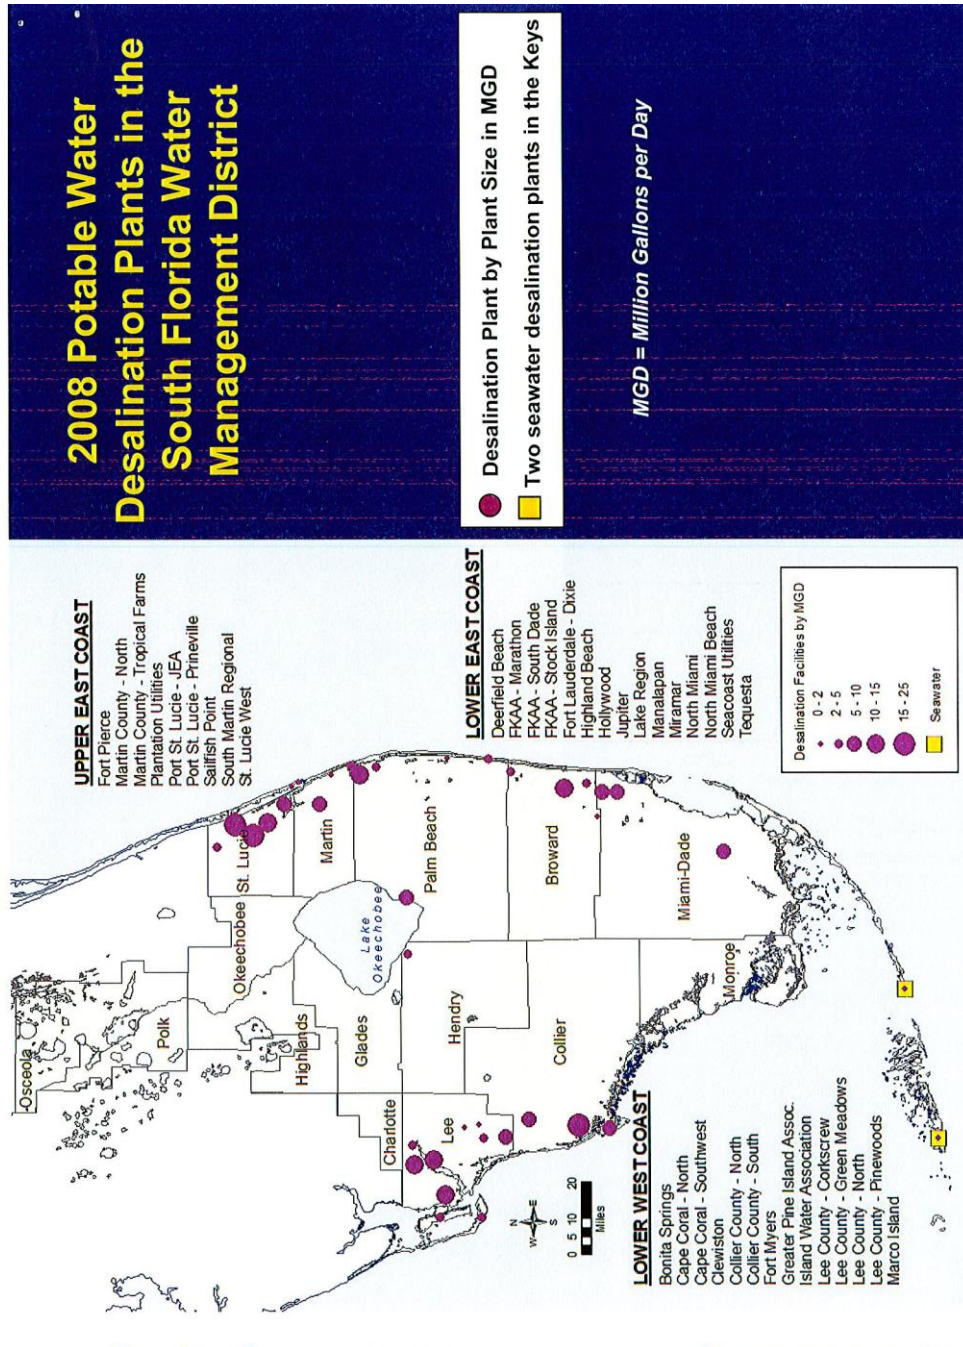 2008 Potable Water
Desalination Plants in the
South Florida Water
Management District
Desalination Plant by Plant Size in MGD
Two seawater desalination plants in the Keys
MGD = Million Gallons per Day
UPPER EAST COAST
Fort Pierce
Martin County - North
Martin County - Tropical Farms
Plantation Utilities
Port St. Lucie - JEA
Port St. Lucie - Prineville
Sailfish Point
South Martin Regional
St. Lucie West
LOWER EAST COAST
Deerfield Beach
FKAA - Marathon
FKAA - South Dade
FKAA - Stock Island
Fort Lauderdale - Dixie
Highland Beach
Hollywood
Jupiter
Lake Region
Manalapan
Miramar
North Miami
North Miami Beach
Seacoast Utilities
Tequesta
Desalination Facilities by MGD
0 - 2
2 - 5
5 - 10
10 - 15
15 - 25
Seawater
Osceola
Polk
Okeechobee
St. Lucie
Highlands
Martin
Glades
Lake
Okeechobee
Charlotte
Lee
Hendry
Palm Beach
Collier
Broward
Monroe
Miami-Dade
N
W E
S
0 5 10 20
Miles
LOWER WEST COAST
Bonita Springs
Cape Coral - North
Cape Coral - Southwest
Clewiston
Collier County - North
Collier County - South
Fort Myers
Greater Pine Island Assoc.
Island Water Association
Lee County - Corkscrew
Lee County - Green Meadows
Lee County - North
Lee County - Pinewoods
Marco Island